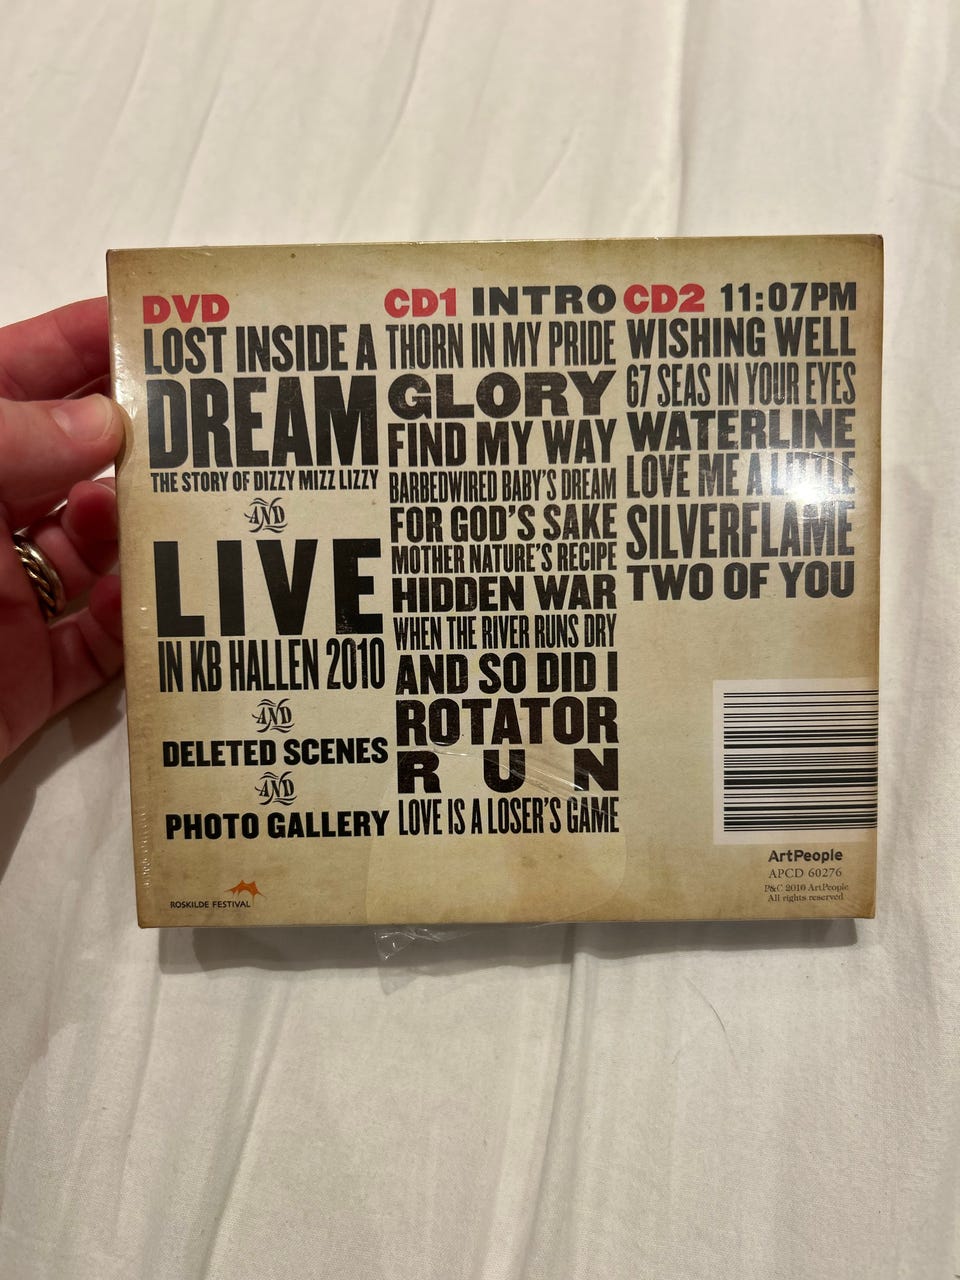 DVD
LOST INSIDE A
DREAM
THE STORY OF DIZZY MIZZ LIZZY
AND
LIVE
IN KB HALLEN 2010
AND
DELETED SCENES
AND
PHOTO GALLERY
ROSKILDE FESTIVAL
CD1 INTRO
THORN IN MY PRIDE
GLORY
FIND MY WAY
BARBEDWIRED BABY'S DREAM
FOR GOD'S SAKE
MOTHER NATURE'S RECIPE
HIDDEN WAR
WHEN THE RIVER RUNS DRY
AND SO DID I
ROTATOR
RUN
LOVE IS A LOSER'S GAME
CD2 11:07PM
WISHING WELL
67 SEAS IN YOUR EYES
WATERLINE
LOVE ME A LITTLE
SILVERFLAME
TWO OF YOU
ArtPeople
APCD 60276
P&C 2010 ArtPeople
All rights reserved